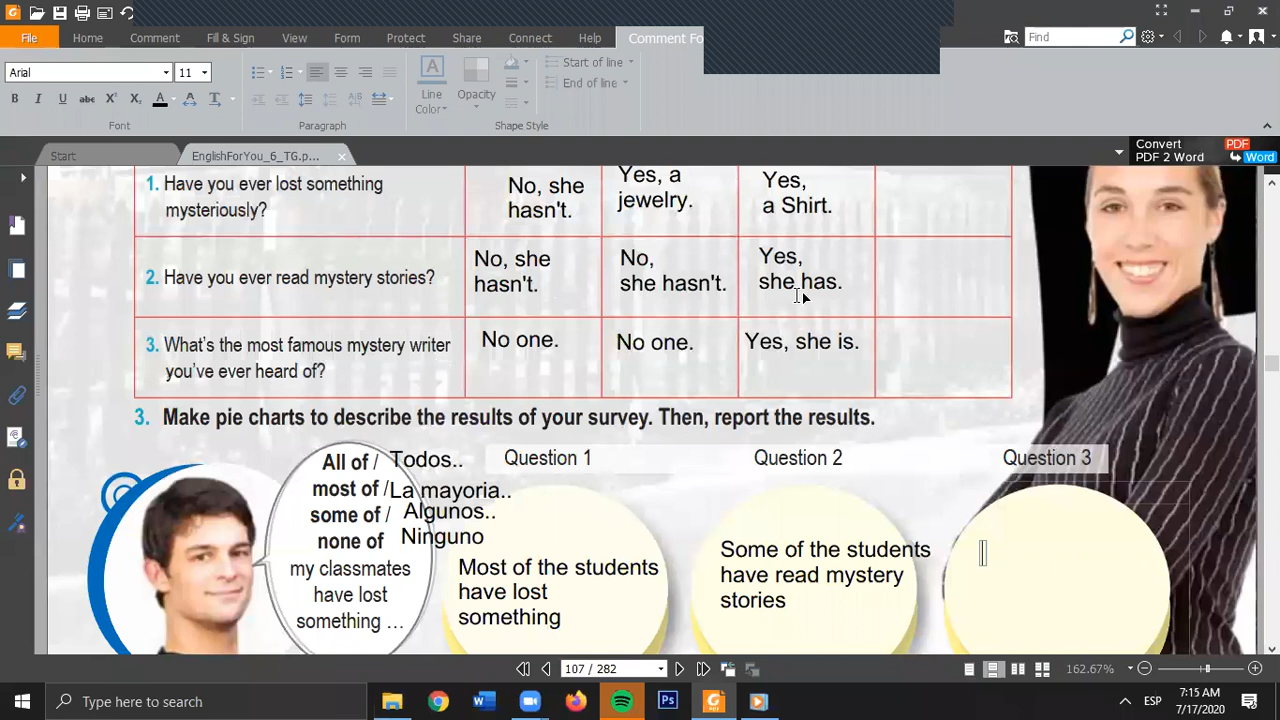 File
Home
Comment
Fill & Sign
View
Form
Protect
Share
Connect
Help
Comment Fo
Find
Arial
11
Line
Color
Opacity
Start of line
End of line
Font
Paragraph
Shape Style
Start
EnglishForYou_6_TG.p...
Convert
PDF 2 Word
PDF
Word
1. Have you ever lost something
mysteriously?
No, she
hasn't.
Yes, a
jewelry.
Yes,
a Shirt.
2. Have you ever read mystery stories?
No, she
hasn't.
No,
she hasn't.
Yes,
she has.
3. What's the most famous mystery writer
you've ever heard of?
No one.
No one.
Yes, she is.
3. Make pie charts to describe the results of your survey. Then, report the results.
All of /
most of /
some of /
none of
my classmates
have lost
something …
Todos..
La mayoria..
Algunos..
Ninguno
Question 1
Question 2
Question 3
Most of the students
have lost
something
Some of the students
have read mystery
stories
107 / 282
162.67%
Type here to search
ESP
7:15 AM
7/17/2020